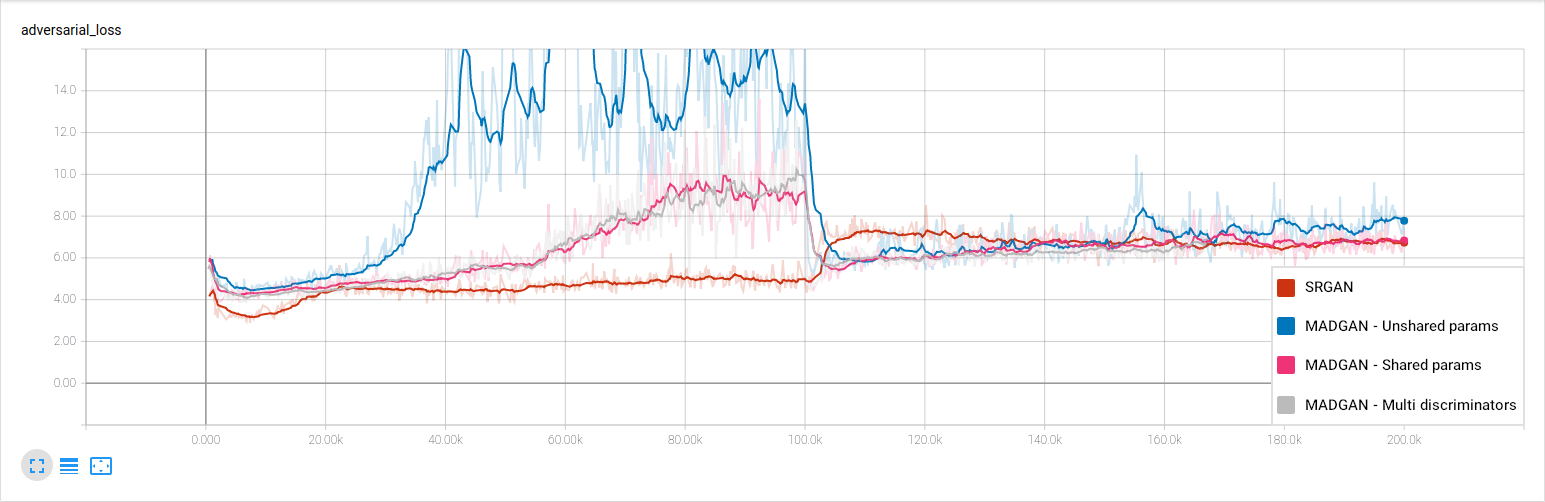 adversarial_loss
14.0
12.0
10.0
8.00
6.00
4.00
2.00
0.00
SRGAN
MADGAN - Unshared params
MADGAN - Shared params
MADGAN - Multi discriminators
0.000 20.00k 40.00k 60.00k 80.00k 100.0k 120.0k 140.0k 160.0k 180.0k 200.0k